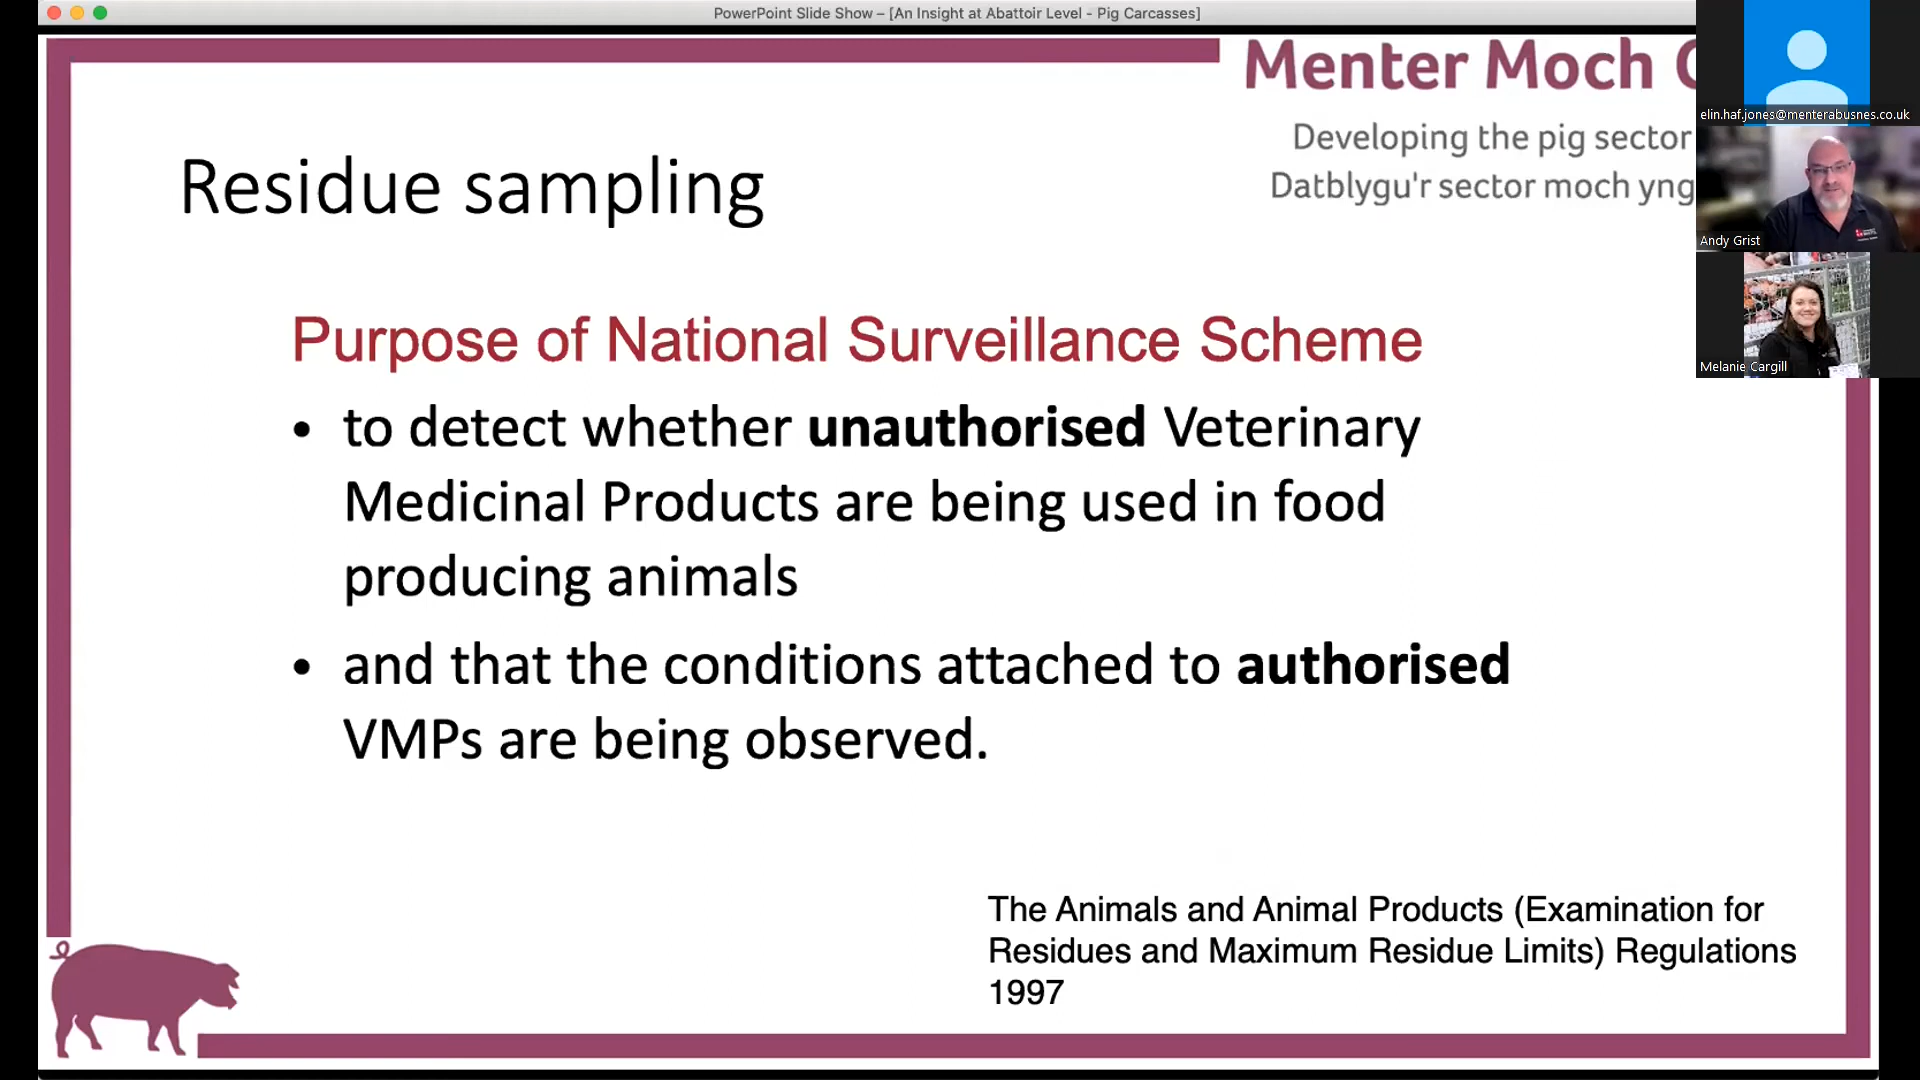 PowerPoint Slide Show – [An Insight at Abattoir Level - Pig Carcasses]
Menter Moch
Developing the pig sector
Datblygu'r sector moch yng
elin.haf.jones@menterabusnes.co.uk
Andy Grist
Melanie Cargill
Residue sampling
Purpose of National Surveillance Scheme
• to detect whether unauthorised Veterinary
Medicinal Products are being used in food
producing animals
• and that the conditions attached to authorised
VMPs are being observed.
The Animals and Animal Products (Examination for
Residues and Maximum Residue Limits) Regulations
1997